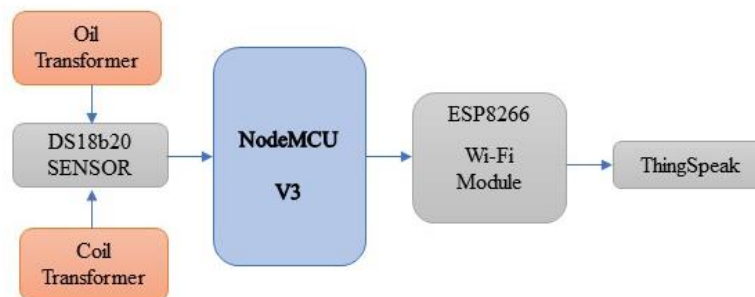 Oil
Transformer
DS18b20
SENSOR
Coil
Transformer
NodeMCU
V3
ESP8266
Wi-Fi
Module
ThingSpeak